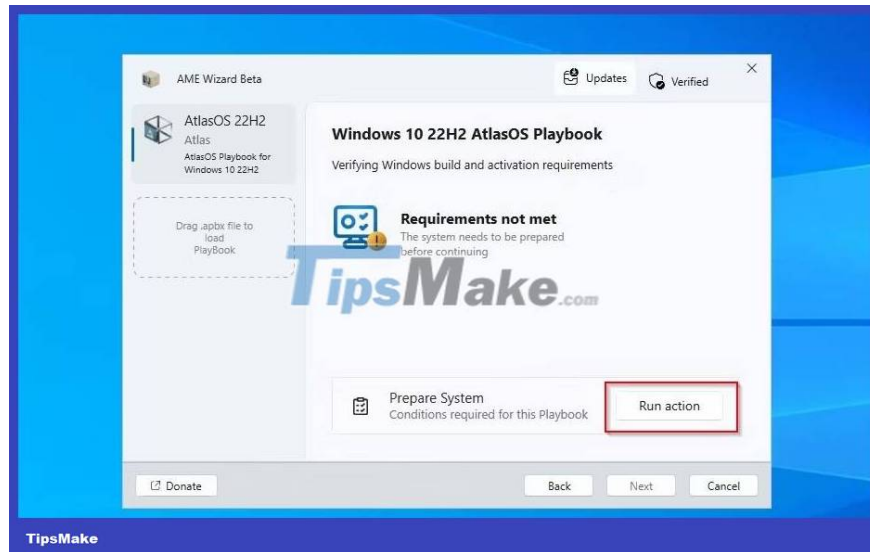 AME Wizard Beta
Updates
Verified
AtlasOS 22H2
Atlas
AtlasOS Playbook for
Windows 10 22H2
Drag .apbx file to
load
PlayBook
Windows 10 22H2 AtlasOS Playbook
Verifying Windows build and activation requirements
Requirements not met
The system needs to be prepared
before continuing
TipsMake.com
Prepare System
Conditions required for this Playbook
Run action
Donate
Back
Next
Cancel
TipsMake